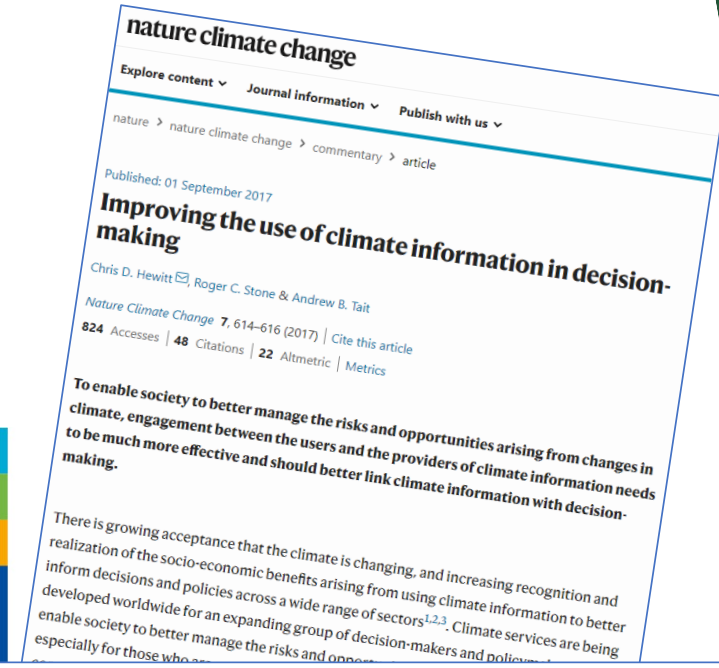 nature climate change
Explore content Journal information Publish with us
nature > nature climate change > commentary > article
Published: 01 September 2017
Improving the use of climate information in decision-
making
Chris D. Hewitt, Roger C. Stone & Andrew B. Tait
Nature Climate Change 7, 614–616 (2017) | Cite this article
824 Accesses | 48 Citations | 22 Altmetric | Metrics
To enable society to better manage the risks and opportunities arising from changes in
climate, engagement between the users and the providers of climate information needs
to be much more effective and should better link climate information with decision-
making.
There is growing acceptance that the climate is changing, and increasing recognition and
realization of the socio-economic benefits arising from using climate information to better
inform decisions and policies across a wide range of sectors1,2,3. Climate services are being
developed worldwide for an expanding group of decision-makers and
enable society to better manage the risks and
especially for those who